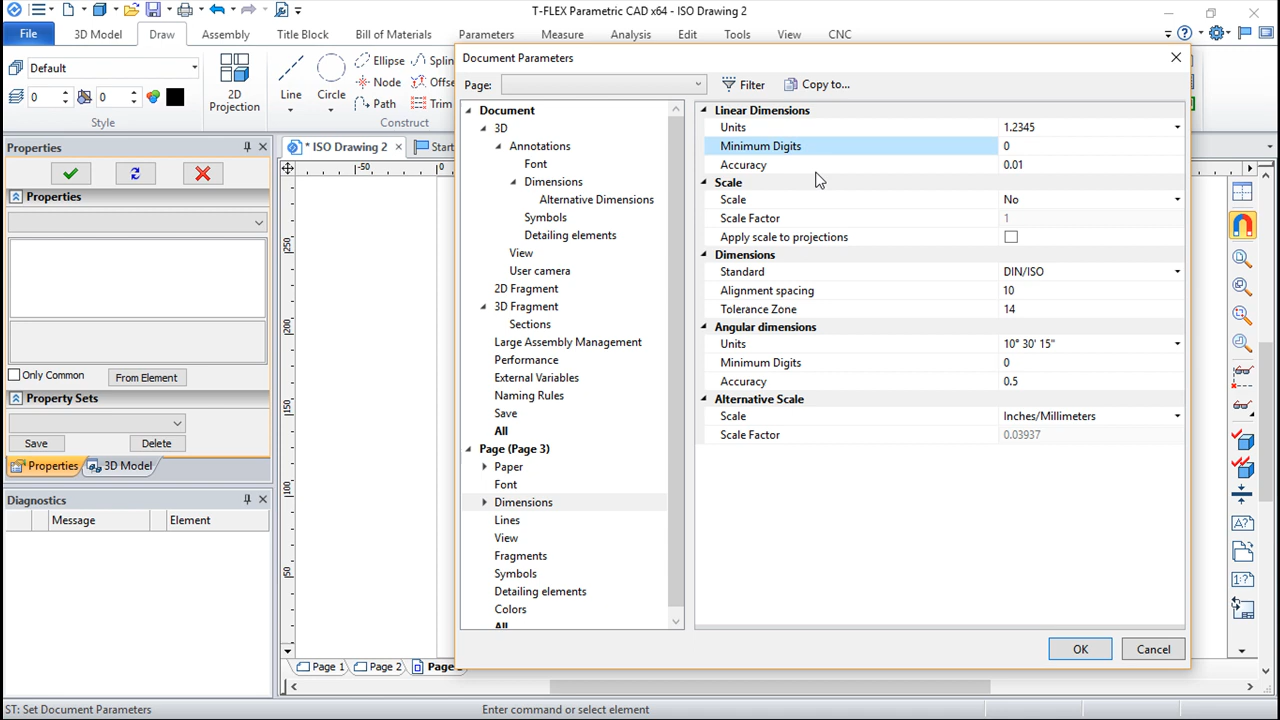 T-FLEX Parametric CAD x64 - ISO Drawing 2
File
3D Model
Draw
Assembly
Title Block
Bill of Materials
Parameters
Measure
Analysis
Edit
Tools
View
CNC
Default
0
0
Style
2D
Projection
Line
Circle
Ellipse
Node
Path
Trim
Construct
Properties
Properties
Only Common
From Element
Property Sets
Save
Delete
Properties
3D Model
Diagnostics
Message
Element
* ISO Drawing 2
-50
0
250
200
150
100
50
Page 1
Page 2
Document Parameters
Page:
Filter
Copy to...
Document
3D
Annotations
Font
Dimensions
Alternative Dimensions
Symbols
Detailing elements
View
User camera
2D Fragment
3D Fragment
Sections
Large Assembly Management
Performance
External Variables
Naming Rules
Save
All
Page (Page 3)
Paper
Font
Dimensions
Lines
View
Fragments
Symbols
Detailing elements
Colors
All
Linear Dimensions
Units 1.2345
Minimum Digits 0
Accuracy 0.01
Scale
Scale No
Scale Factor 1
Apply scale to projections
Dimensions
Standard DIN/ISO
Alignment spacing 10
Tolerance Zone 14
Angular dimensions
Units 10° 30' 15"
Minimum Digits 0
Accuracy 0.5
Alternative Scale
Scale Inches/Millimeters
Scale Factor 0.03937
OK
Cancel
ST: Set Document Parameters
Enter command or select element